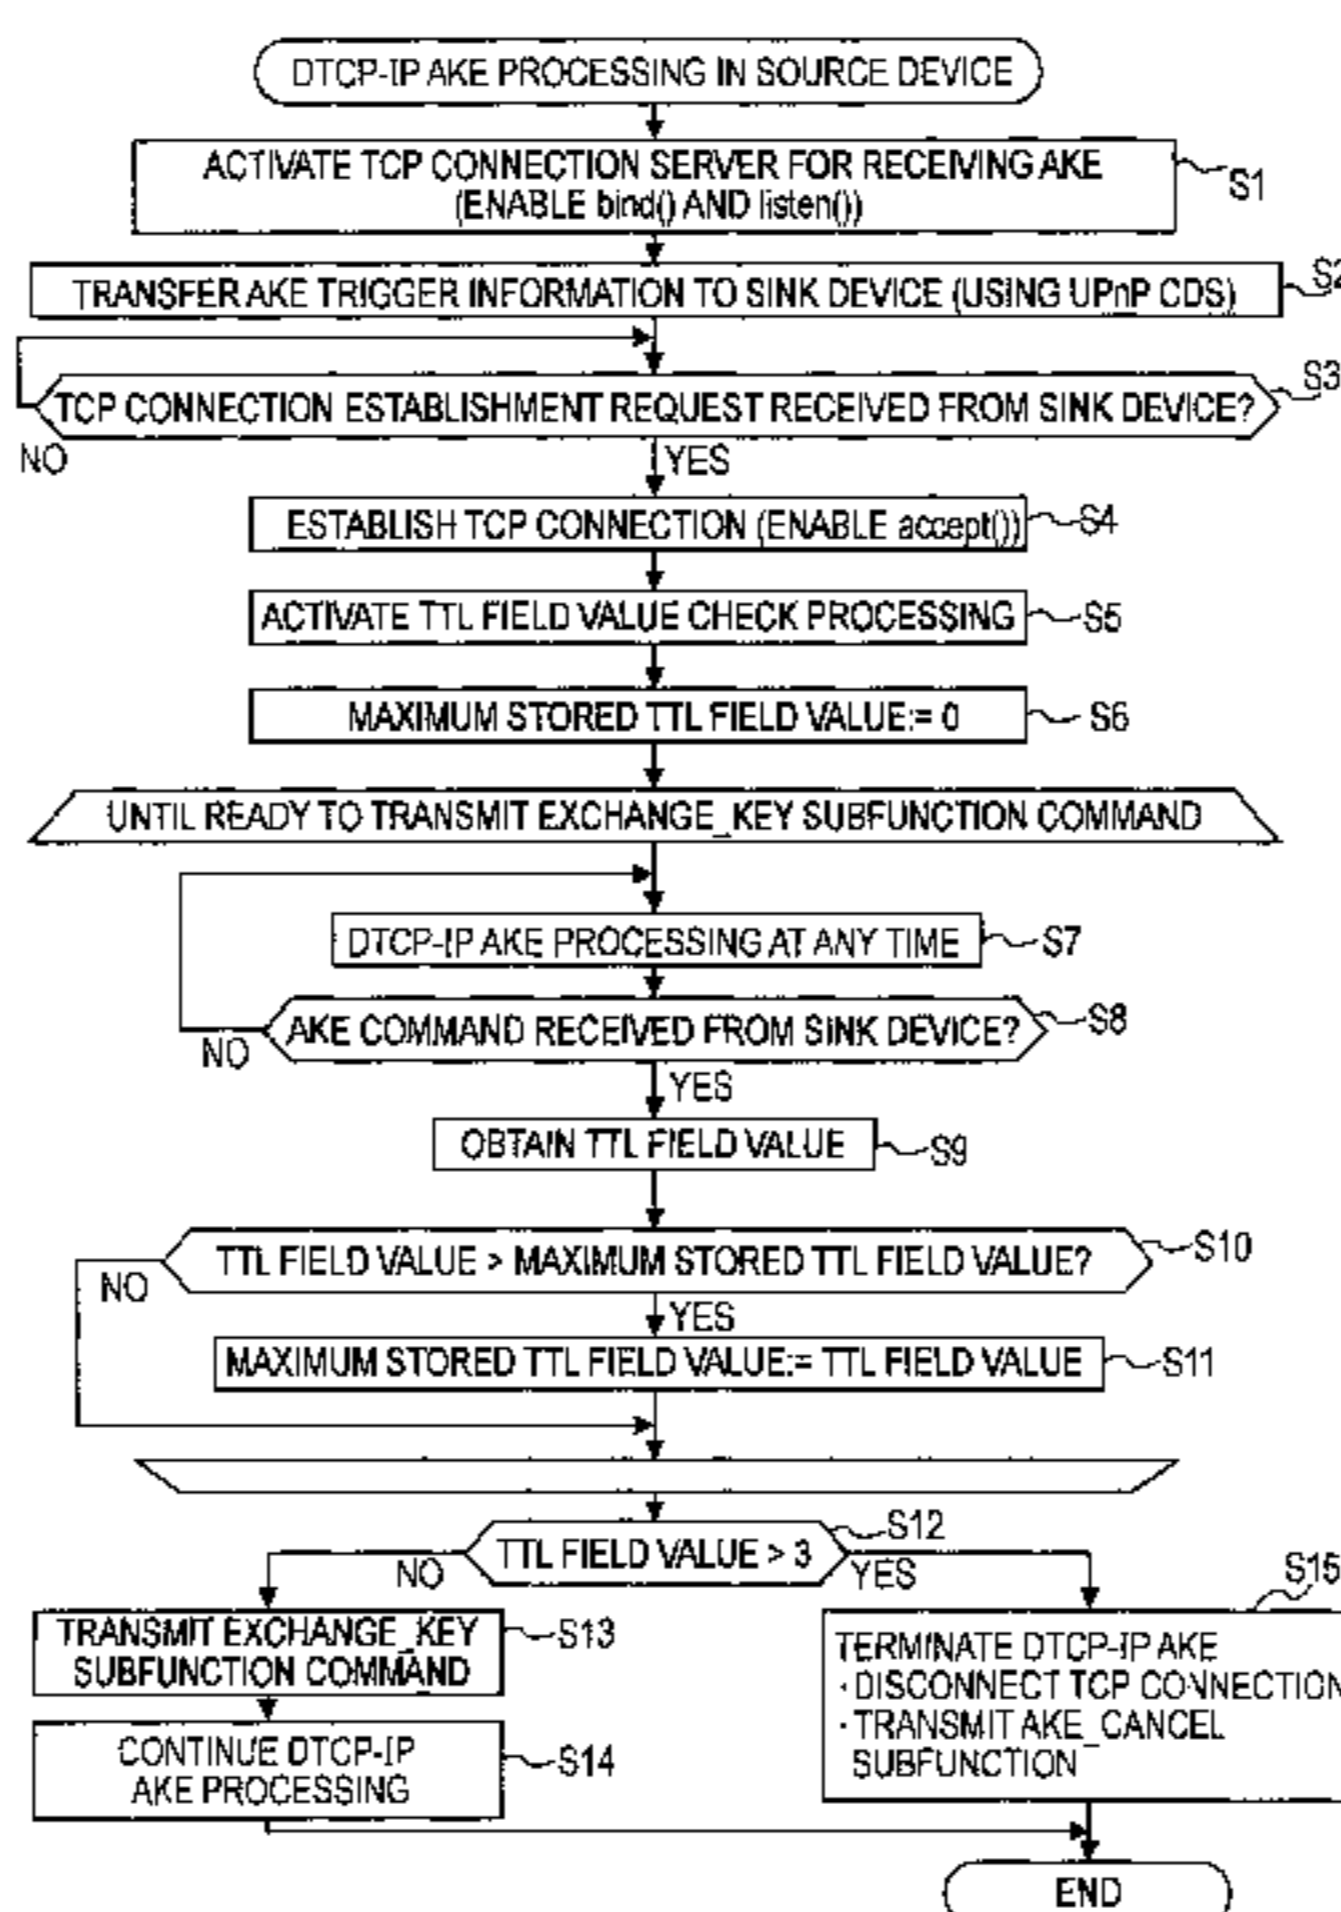 DTCP-IP AKE PROCESSING IN SOURCE DEVICE
ACTIVATE TCP CONNECTION SERVER FOR RECEIVING AKE
(ENABLE bind() AND listen())
S1
TRANSFER AKE TRIGGER INFORMATION TO SINK DEVICE (USING UPnP CDS)
S2
TCP CONNECTION ESTABLISHMENT REQUEST RECEIVED FROM SINK DEVICE?
S3
NO
YES
ESTABLISH TCP CONNECTION (ENABLE accept())
S4
ACTIVATE TTL FIELD VALUE CHECK PROCESSING
S5
MAXIMUM STORED TTL FIELD VALUE:= 0
S6
UNTIL READY TO TRANSMIT EXCHANGE_KEY SUBFUNCTION COMMAND
DTCP-IP AKE PROCESSING AT ANY TIME
S7
AKE COMMAND RECEIVED FROM SINK DEVICE?
S8
NO
YES
OBTAIN TTL FIELD VALUE
S9
TTL FIELD VALUE > MAXIMUM STORED TTL FIELD VALUE?
S10
NO
YES
MAXIMUM STORED TTL FIELD VALUE:= TTL FIELD VALUE
S11
TTL FIELD VALUE > 3
S12
NO
YES
TRANSMIT EXCHANGE_KEY
SUBFUNCTION COMMAND
S13
CONTINUE DTCP-IP
AKE PROCESSING
S14
S15
TERMINATE DTCP-IP AKE
· DISCONNECT TCP CONNECTION
· TRANSMIT AKE_CANCEL
SUBFUNCTION
END